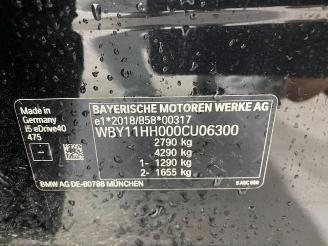 Made in
Germany
i5 eDrive40
475
BAYERISCHE MOTOREN WERKE AG
e1*2018/858*00317
WBY11HH000CU06300
2790 kg
4290 kg
1- 1290 kg
2- 1655 kg
BMW AG DE-80788 MÜNCHEN